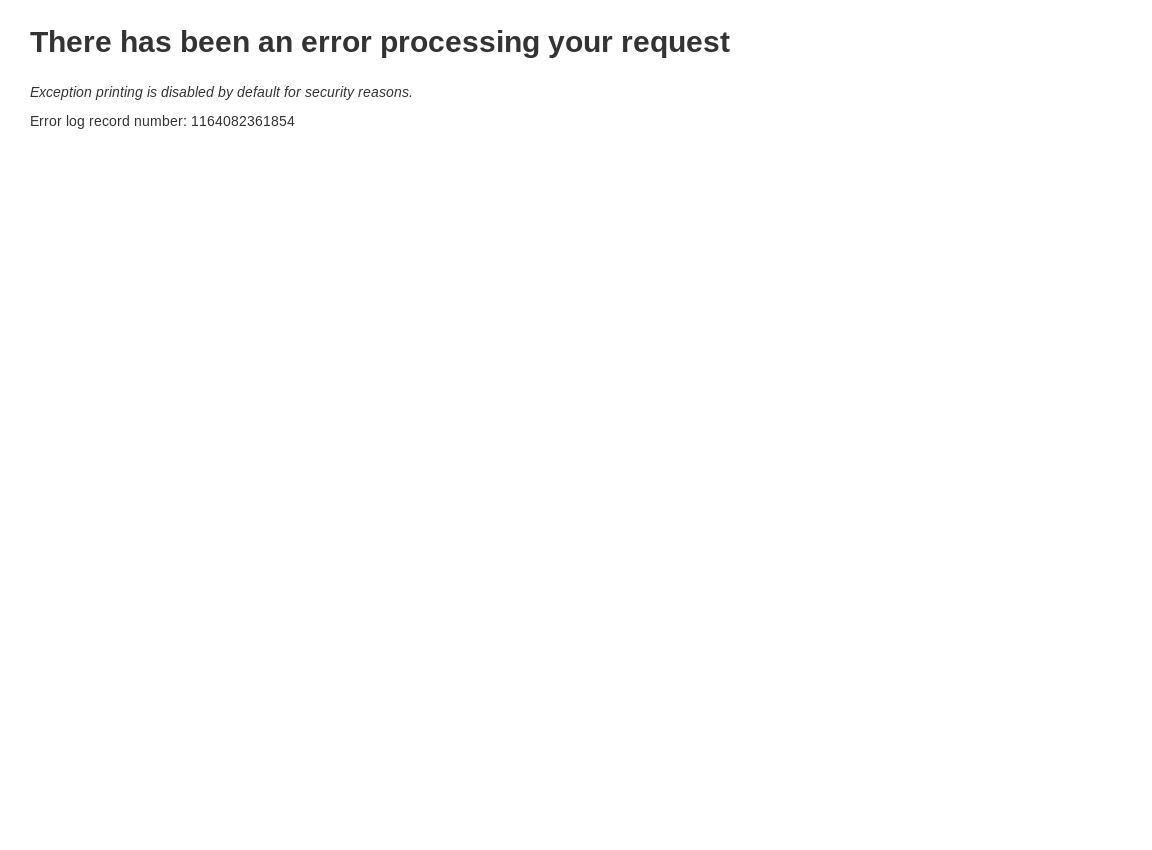 There has been an error processing your request
Exception printing is disabled by default for security reasons.
Error log record number: 1164082361854